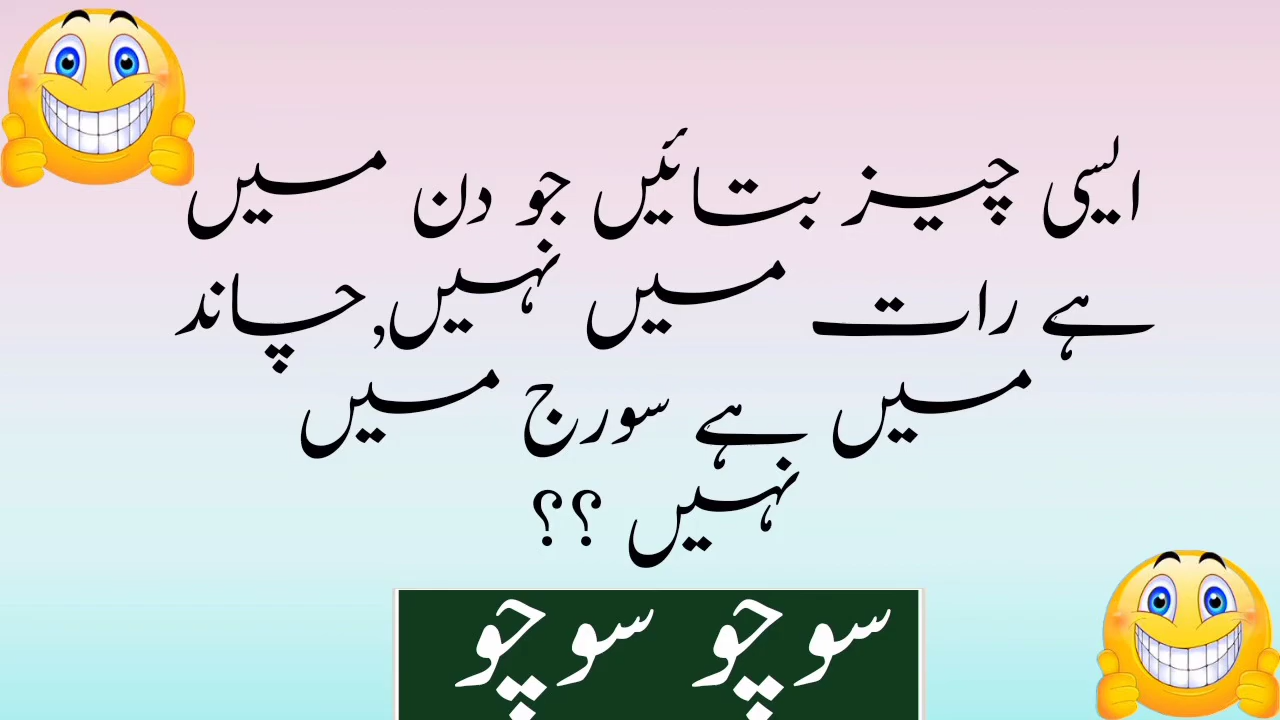 ایسی چیز بتائیں جو دن میں
ہے رات میں نہیں, چاند
میں ہے سورج میں
نہیں ؟؟
سوچو سوچو